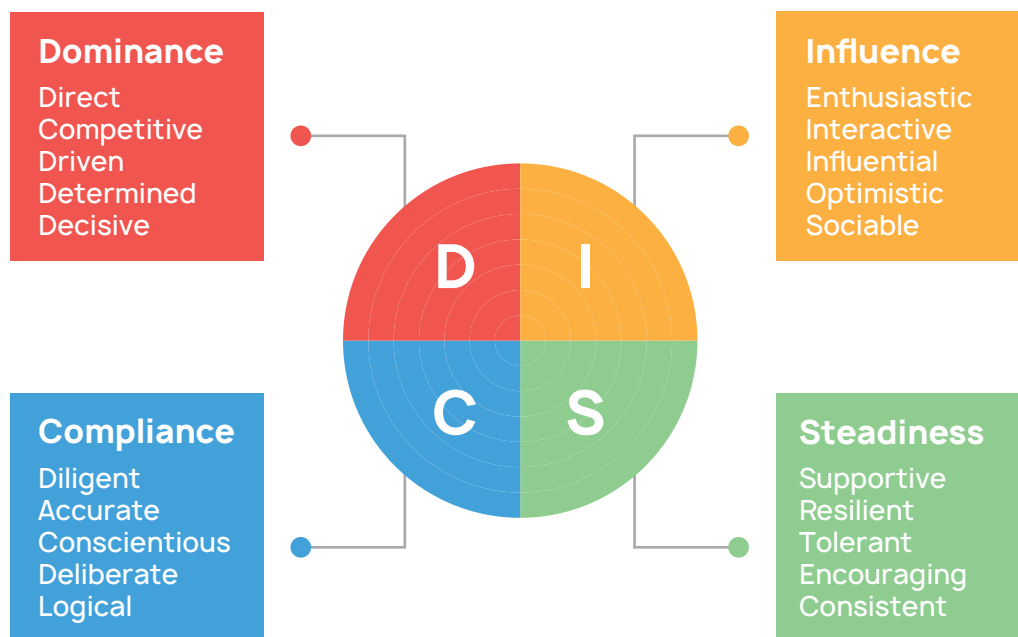 Dominance
Direct
Competitive
Driven
Determined
Decisive
Influence
Enthusiastic
Interactive
Influential
Optimistic
Sociable
D
I
C
S
Compliance
Diligent
Accurate
Conscientious
Deliberate
Logical
Steadiness
Supportive
Resilient
Tolerant
Encouraging
Consistent